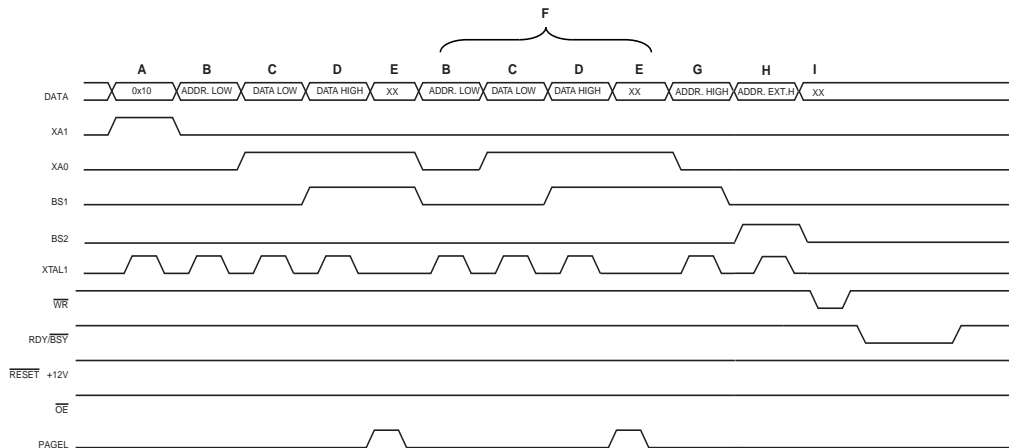 F
A B C D E B C D E G H I
DATA 0x10 ADDR. LOW DATA LOW DATA HIGH XX ADDR. LOW DATA LOW DATA HIGH XX ADDR. HIGH ADDR. EXT.H XX
XA1
XA0
BS1
BS2
XTAL1
WR
RDY/BSY
RESET +12V
OE
PAGEL